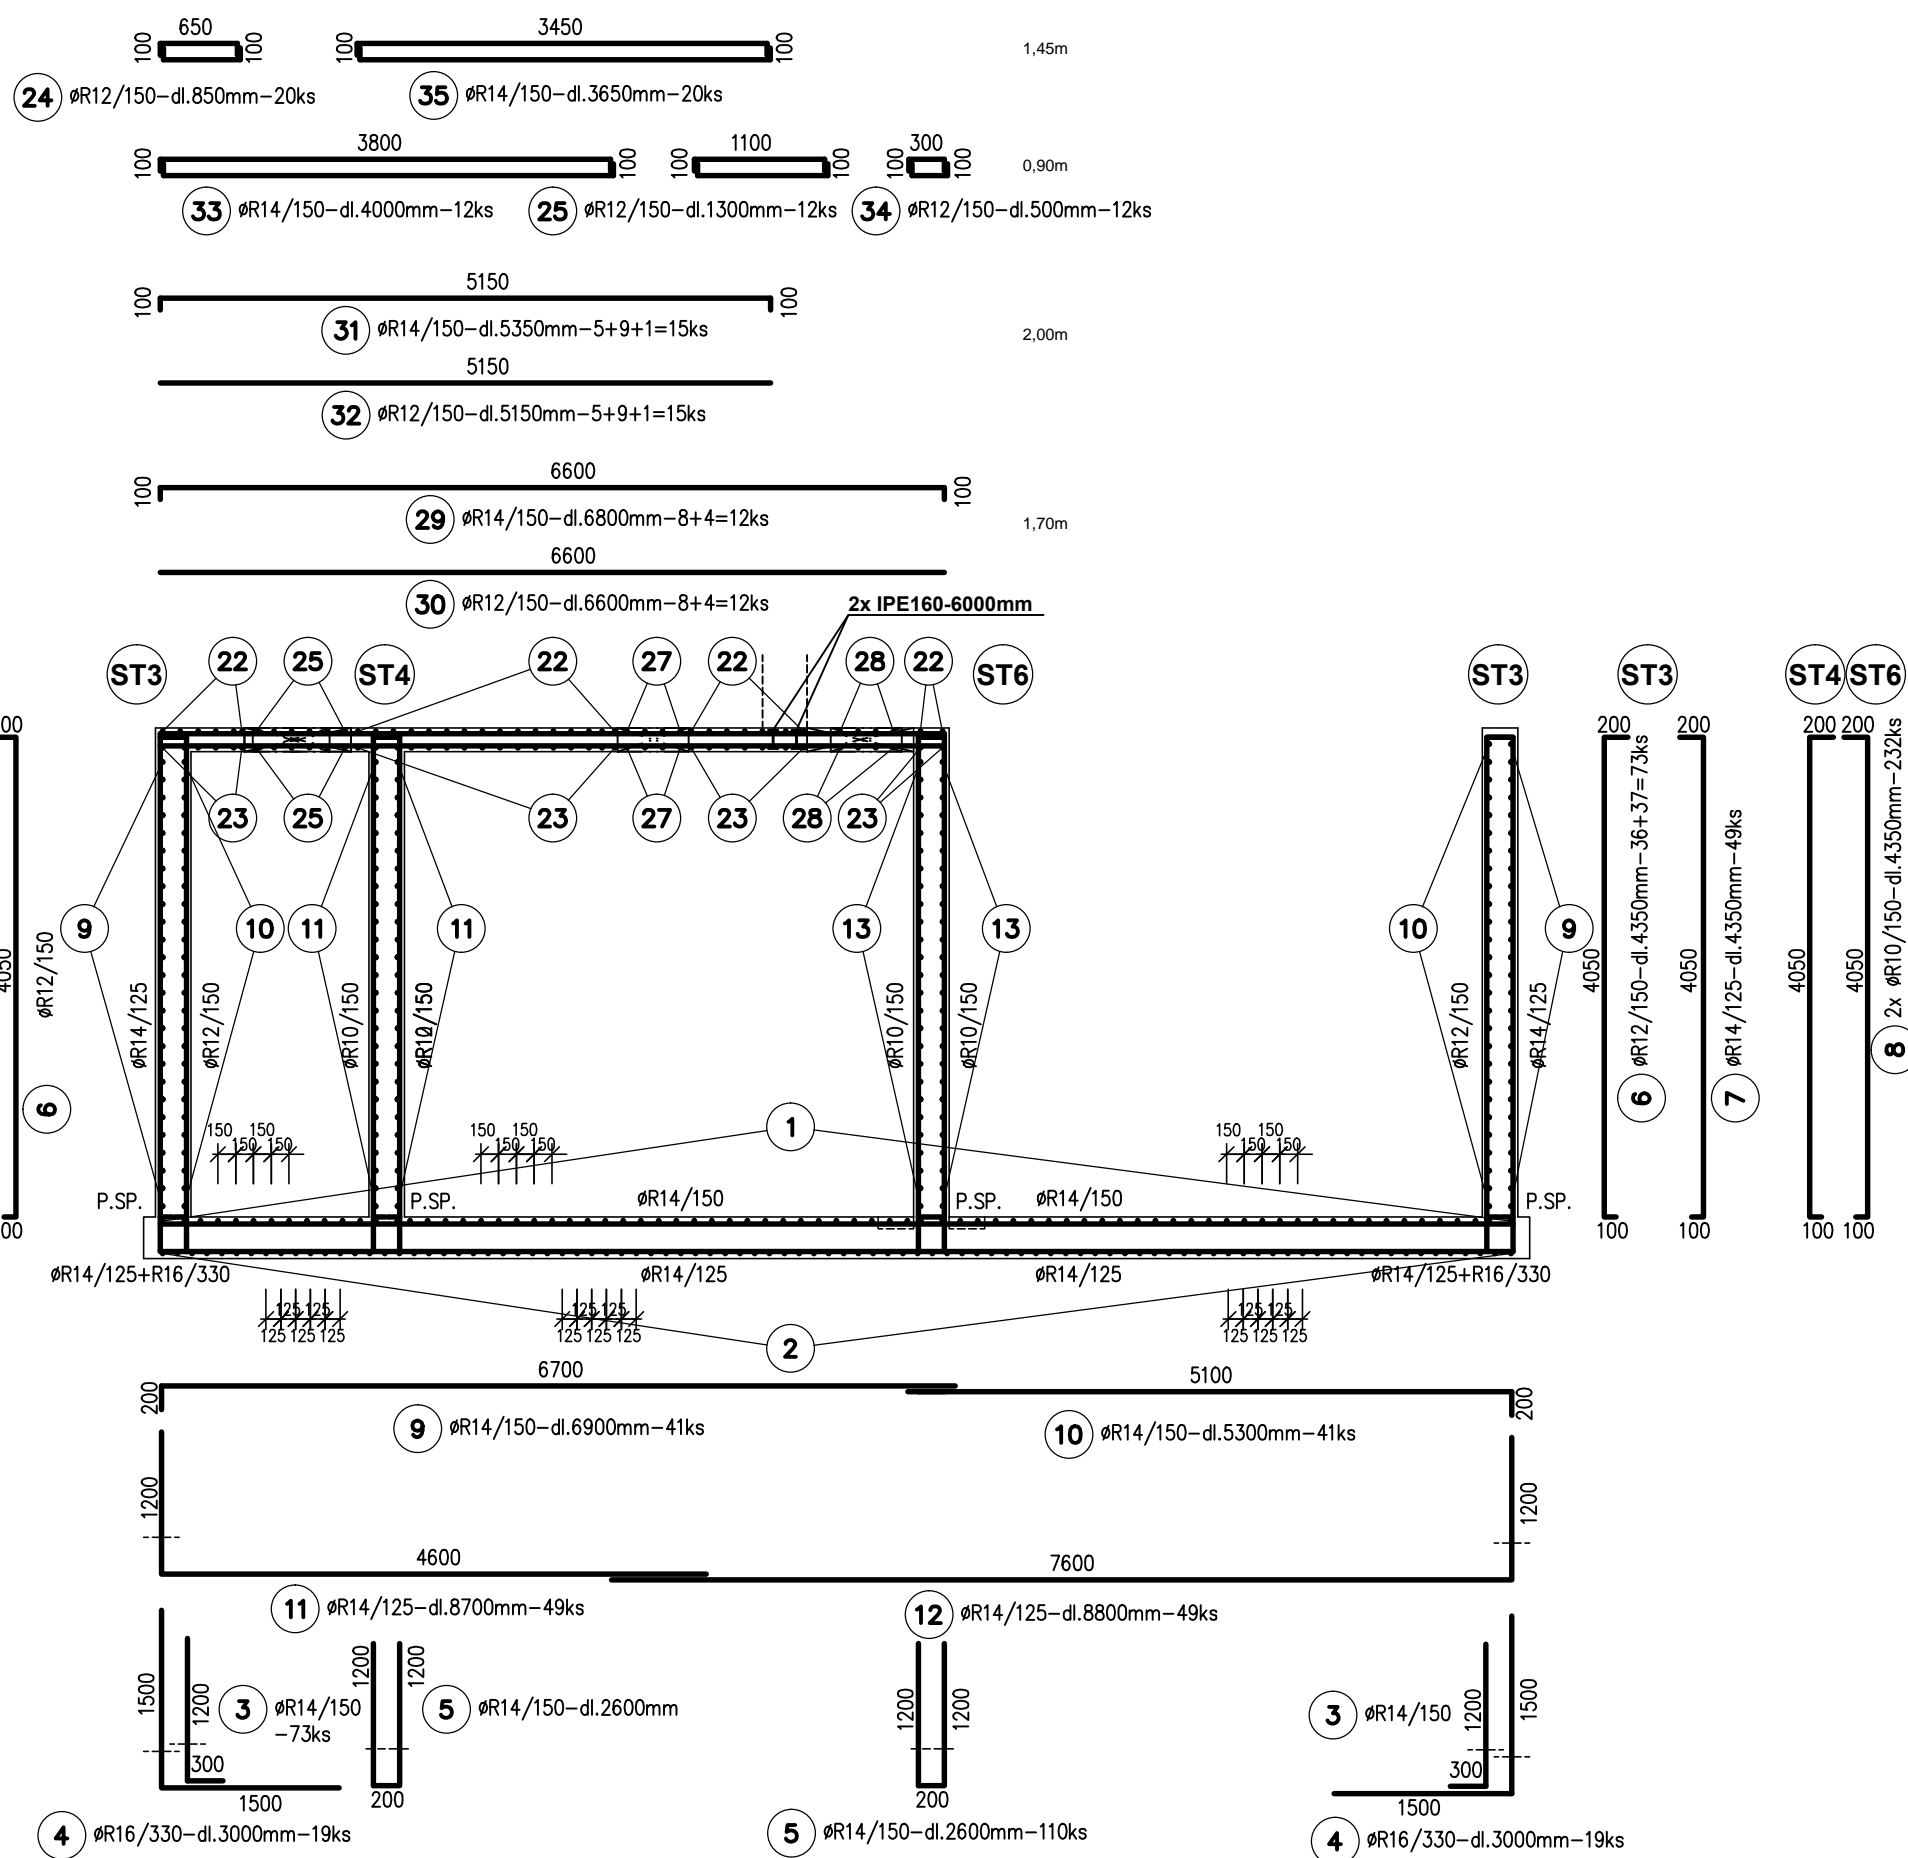 650
100
100
3450
100
100
1,45m
24 øR12/150-dl.850mm-20ks
35 øR14/150-dl.3650mm-20ks
3800
100
100
1100
100
100
300
100
100
0,90m
33 øR14/150-dl.4000mm-12ks
25 øR12/150-dl.1300mm-12ks
34 øR12/150-dl.500mm-12ks
5150
100
100
31 øR14/150-dl.5350mm-5+9+1=15ks
2,00m
5150
32 øR12/150-dl.5150mm-5+9+1=15ks
6600
100
100
29 øR14/150-dl.6800mm-8+4=12ks
1,70m
6600
30 øR12/150-dl.6600mm-8+4=12ks
2x IPE160-6000mm
ST3
22
25
ST4
22
27
22
28
22
ST6
ST3
ST3
ST4
ST6
200
200
200
200
23
25
23
27
23
28
23
9
10
11
11
13
13
10
9
4050
øR12/150
6
øR14/125
øR12/150
øR10/150
øR10/150
øR10/150
øR12/150
øR14/125
4050
6 øR12/150-dl.4350mm-36+37=73ks
4050
7 øR14/125-dl.4350mm-49ks
4050
4050
8 2x øR10/150-dl.4350mm-232ks
1
150 150
150 150
150 150
150 150
150 150
150 150
P.SP.
P.SP.
øR14/150
P.SP.
øR14/150
P.SP.
100
100
100
100
øR14/125+R16/330
øR14/125
øR14/125
øR14/125+R16/330
125 125
125 125 125
125 125
125 125 125
125 125
125 125 125
2
6700
5100
200
200
9 øR14/150-dl.6900mm-41ks
10 øR14/150-dl.5300mm-41ks
1200
1200
4600
7600
11 øR14/125-dl.8700mm-49ks
12 øR14/125-dl.8800mm-49ks
1500
1200
3 øR14/150
-73ks
300
1500
1200
1200
5 øR14/150-dl.2600mm
200
1200
1200
200
3 øR14/150
1200
1500
300
1500
4 øR16/330-dl.3000mm-19ks
5 øR14/150-dl.2600mm-110ks
4 øR16/330-dl.3000mm-19ks